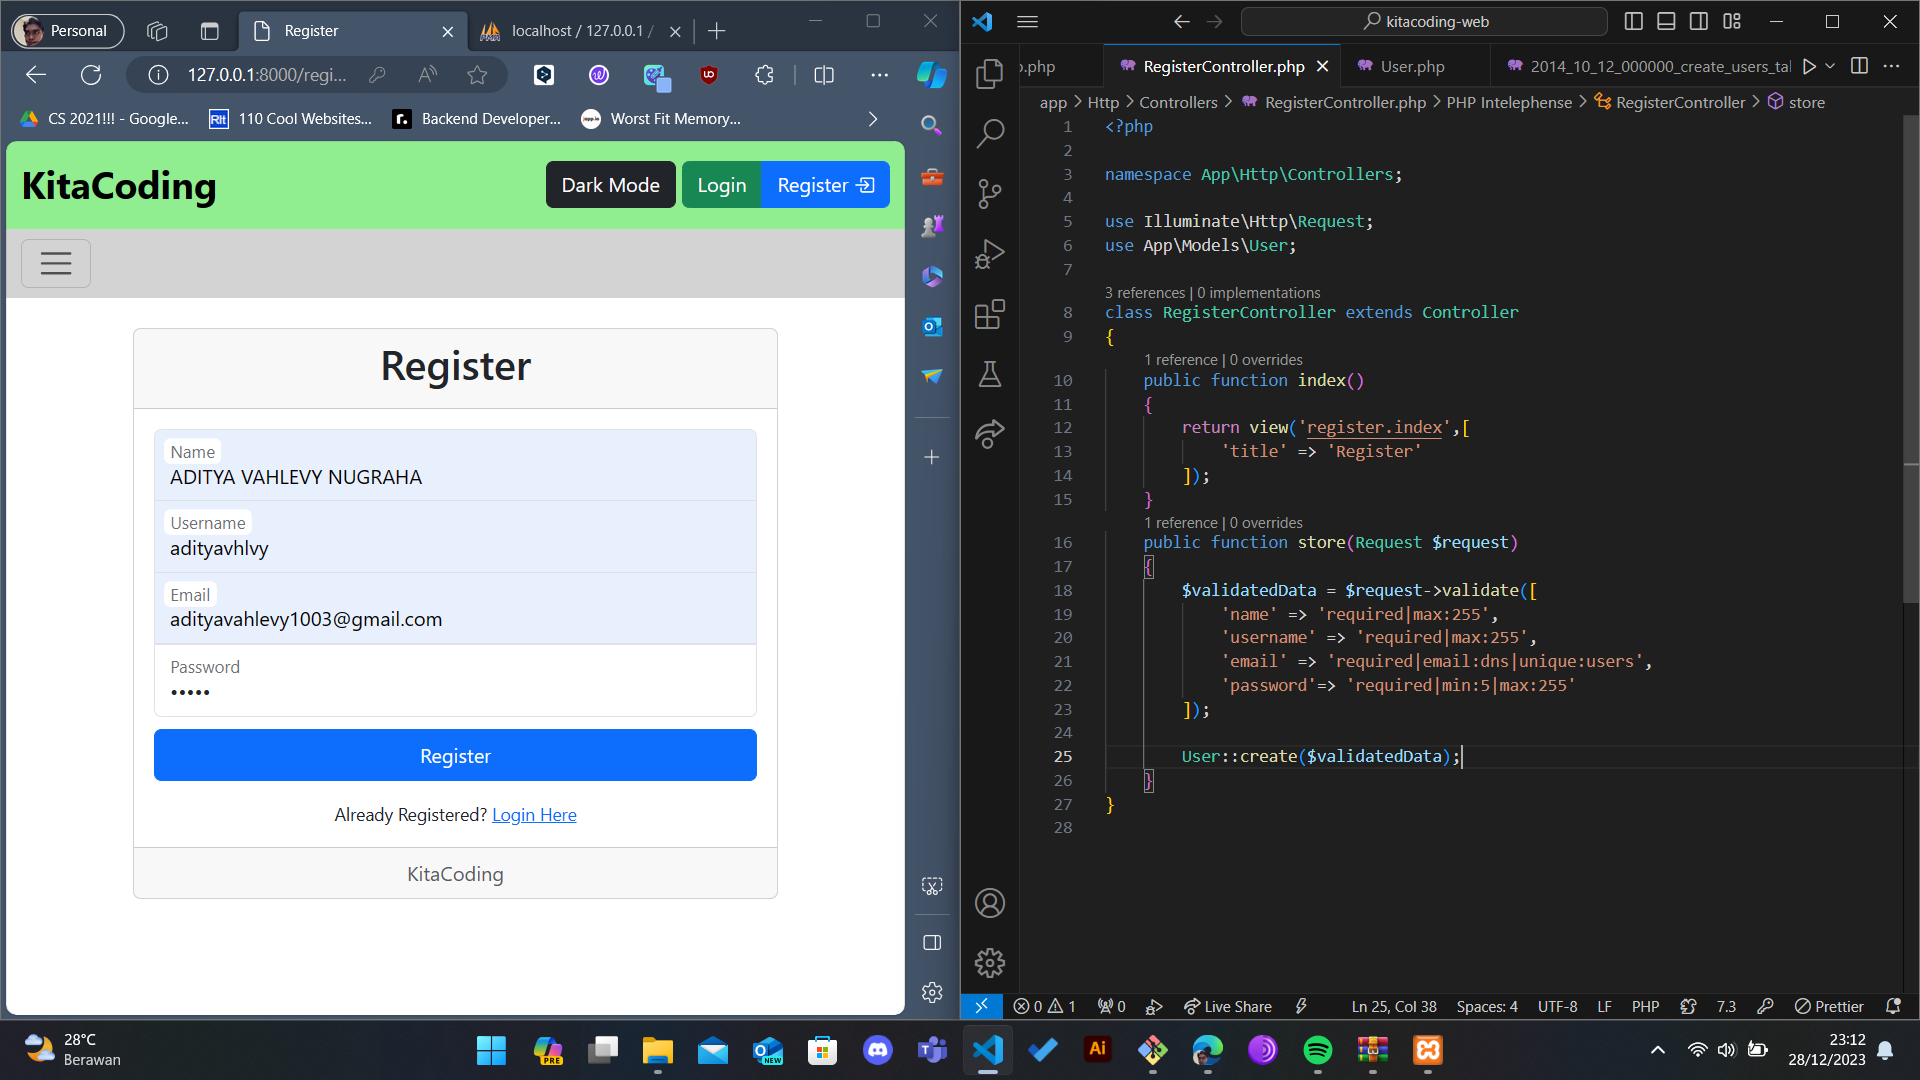 Personal
Register
localhost / 127.0.0.1 /
127.0.0.1:8000/regi...
CS 2021!!! - Google...
110 Cool Websites...
Backend Developer...
Worst Fit Memory...
KitaCoding
Dark Mode
Login
Register
Register
Name
ADITYA VAHLEVY NUGRAHA
Username
adityavhlvy
Email
adityavahlevy1003@gmail.com
Password
•••••
Register
Already Registered? Login Here
KitaCoding
kitacoding-web
.php
RegisterController.php
User.php
2014_10_12_000000_create_users_tal
app > Http > Controllers > RegisterController.php > PHP Intelephense > RegisterController > store
1 <?php
2
3 namespace App\Http\Controllers;
4
5 use Illuminate\Http\Request;
6 use App\Models\User;
7
3 references | 0 implementations
8 class RegisterController extends Controller
9 {
1 reference | 0 overrides
10 public function index()
11 {
12 return view('register.index',[
13 'title' => 'Register'
14 ]);
15 }
1 reference | 0 overrides
16 public function store(Request $request)
17 {
18 $validatedData = $request->validate([
19 'name' => 'required|max:255',
20 'username' => 'required|max:255',
21 'email' => 'required|email:dns|unique:users',
22 'password'=> 'required|min:5|max:255'
23 ]);
24
25 User::create($validatedData);
26 }
27 }
28
0 1 0 Live Share Ln 25, Col 38 Spaces: 4 UTF-8 LF PHP 7.3 Prettier
28°C
Berawan
PRE
NEW
Ai
23:12
28/12/2023